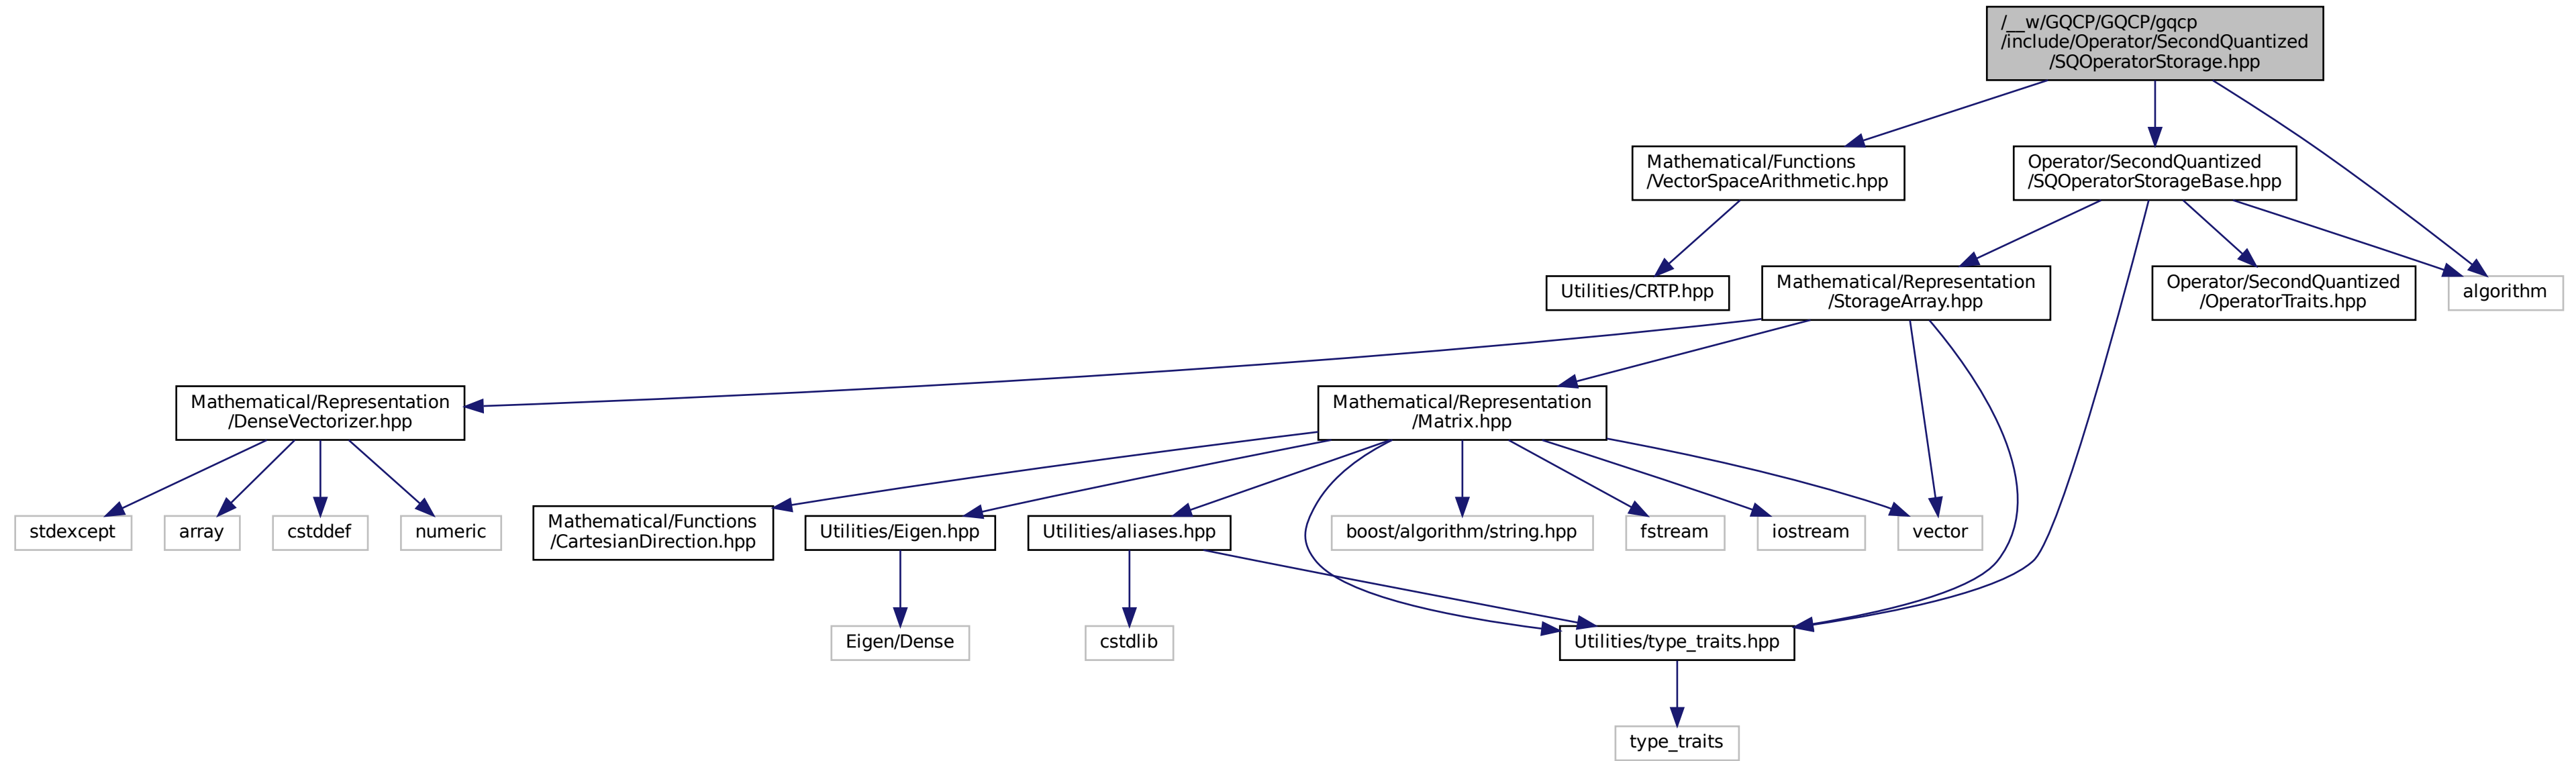 /__w/GQCP/GQCP/gqcp
/include/Operator/SecondQuantized
/SQOperatorStorage.hpp
Mathematical/Functions
/VectorSpaceArithmetic.hpp
Operator/SecondQuantized
/SQOperatorStorageBase.hpp
Utilities/CRTP.hpp
Mathematical/Representation
/StorageArray.hpp
Operator/SecondQuantized
/OperatorTraits.hpp
algorithm
Mathematical/Representation
/DenseVectorizer.hpp
Mathematical/Representation
/Matrix.hpp
stdexcept
array
cstddef
numeric
Mathematical/Functions
/CartesianDirection.hpp
Utilities/Eigen.hpp
Utilities/aliases.hpp
boost/algorithm/string.hpp
fstream
iostream
vector
Eigen/Dense
cstdlib
Utilities/type_traits.hpp
type_traits